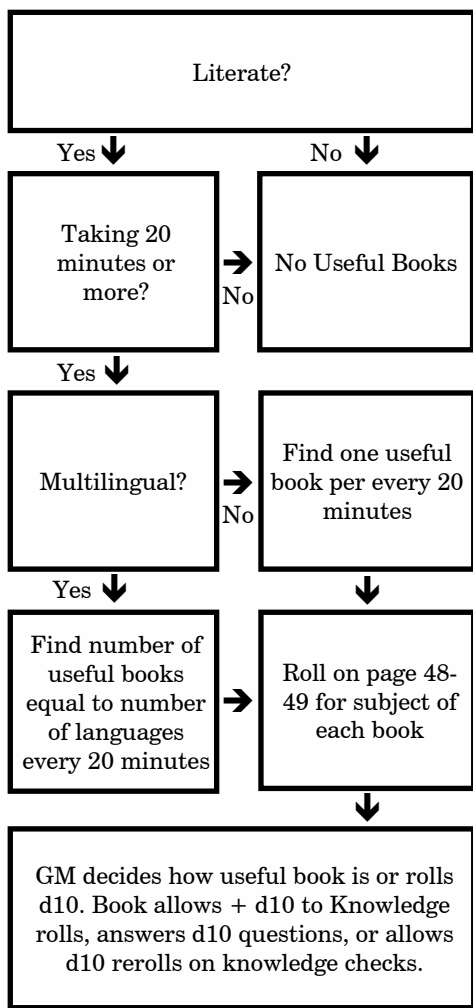 Literate?
Yes
No
Taking 20
minutes or
more?
No
No Useful Books
Yes
Multilingual?
No
Find one useful
book per every 20
minutes
Yes
Find number of
useful books
equal to number
of languages
every 20 minutes
Roll on page 48-
49 for subject of
each book
GM decides how useful book is or rolls
d10. Book allows + d10 to Knowledge
rolls, answers d10 questions, or allows
d10 rerolls on knowledge checks.